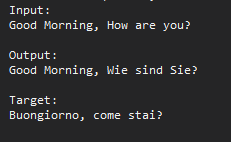 Input:
Good Morning, How are you?
Output:
Good Morning, Wie sind Sie?
Target:
Buongiorno, come stai?